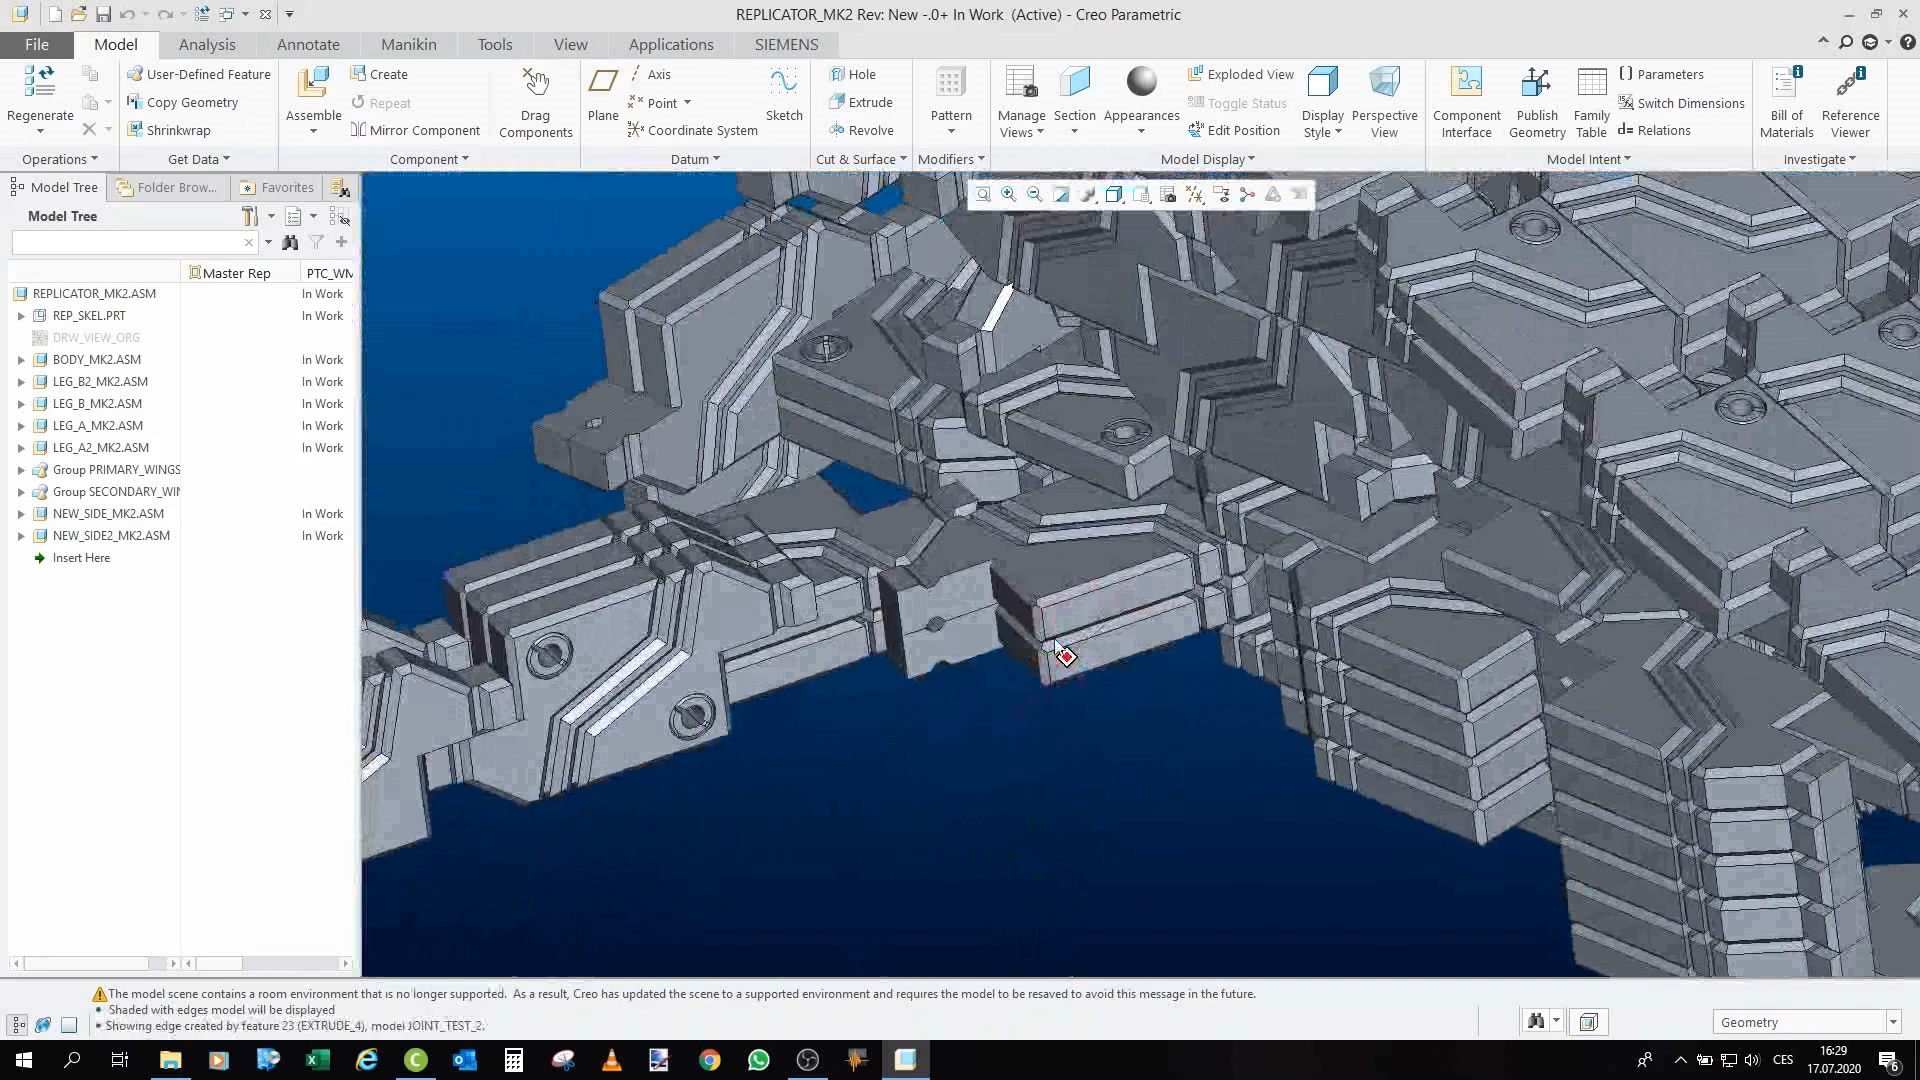 REPLICATOR_MK2 Rev: New -.0+ In Work (Active) - Creo Parametric
File Model Analysis Annotate Manikin Tools View Applications SIEMENS
Regenerate
Operations
User-Defined Feature
Copy Geometry
Shrinkwrap
Get Data
Assemble
Create
Repeat
Mirror Component
Drag
Components
Component
Plane
Axis
Point
Coordinate System
Sketch
Datum
Hole
Extrude
Revolve
Cut & Surface
Pattern
Modifiers
Manage
Views
Section
Appearances
Exploded View
Toggle Status
Edit Position
Display
Style
Perspective
View
Model Display
Component
Interface
Publish
Geometry
Family
Table
Parameters
Switch Dimensions
Relations
Model Intent
Bill of
Materials
Reference
Viewer
Investigate
Model Tree Folder Brow... Favorites
Model Tree
Master Rep PTC_WM
REPLICATOR_MK2.ASM In Work
REP_SKEL.PRT In Work
DRW_VIEW_ORG
BODY_MK2.ASM In Work
LEG_B2_MK2.ASM In Work
LEG_B_MK2.ASM In Work
LEG_A_MK2.ASM In Work
LEG_A2_MK2.ASM In Work
Group PRIMARY_WINGS
Group SECONDARY_WIN
NEW_SIDE_MK2.ASM In Work
NEW_SIDE2_MK2.ASM In Work
Insert Here
The model scene contains a room environment that is no longer supported. As a result, Creo has updated the scene to a supported environment and requires the model to be resaved to avoid this message in the future.
• Shaded with edges model will be displayed
• Showing edge created by feature 23 (EXTRUDE_4), model JOINT_TEST_2.
Geometry
CES
16:29
17.07.2020
6